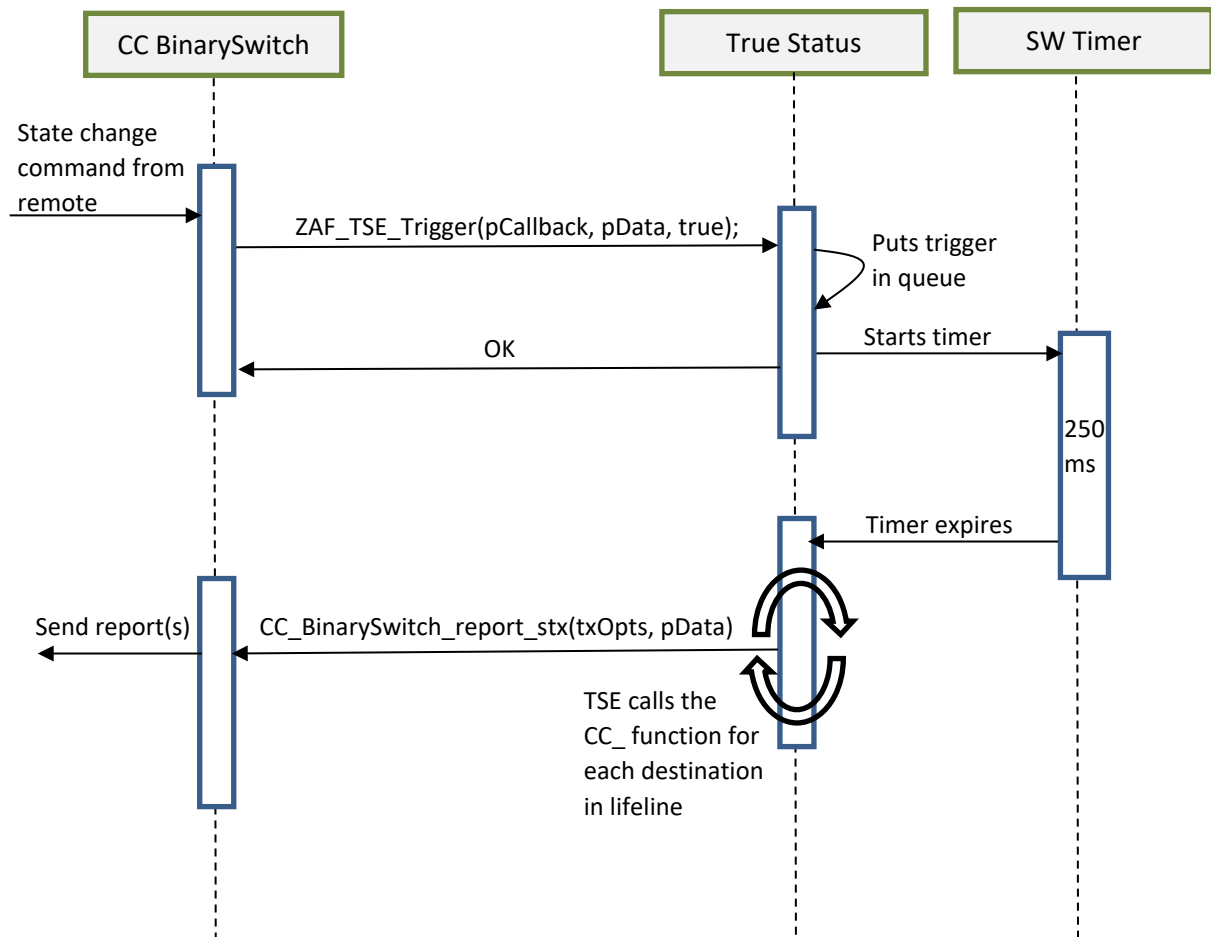 CC BinarySwitch
True Status
SW Timer
State change
command from
remote
ZAF_TSE_Trigger(pCallback, pData, true);
Puts trigger
in queue
Starts timer
OK
250
ms
Timer expires
Send report(s)
CC_BinarySwitch_report_stx(txOpts, pData)
TSE calls the
CC_ function for
each destination
in lifeline